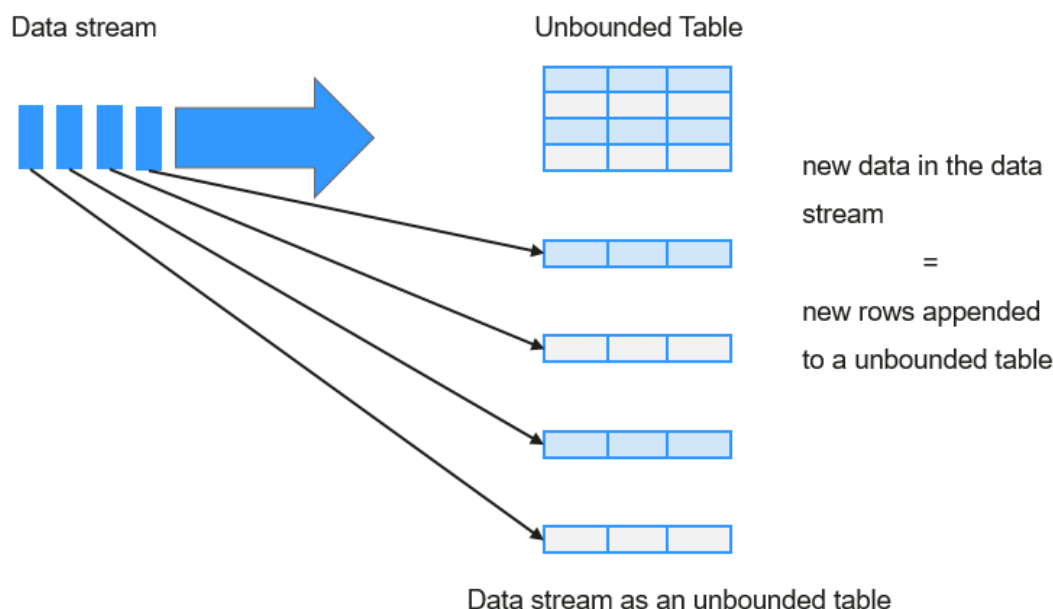 Data stream
Unbounded Table
new data in the data
stream
=
new rows appended
to a unbounded table
Data stream as an unbounded table